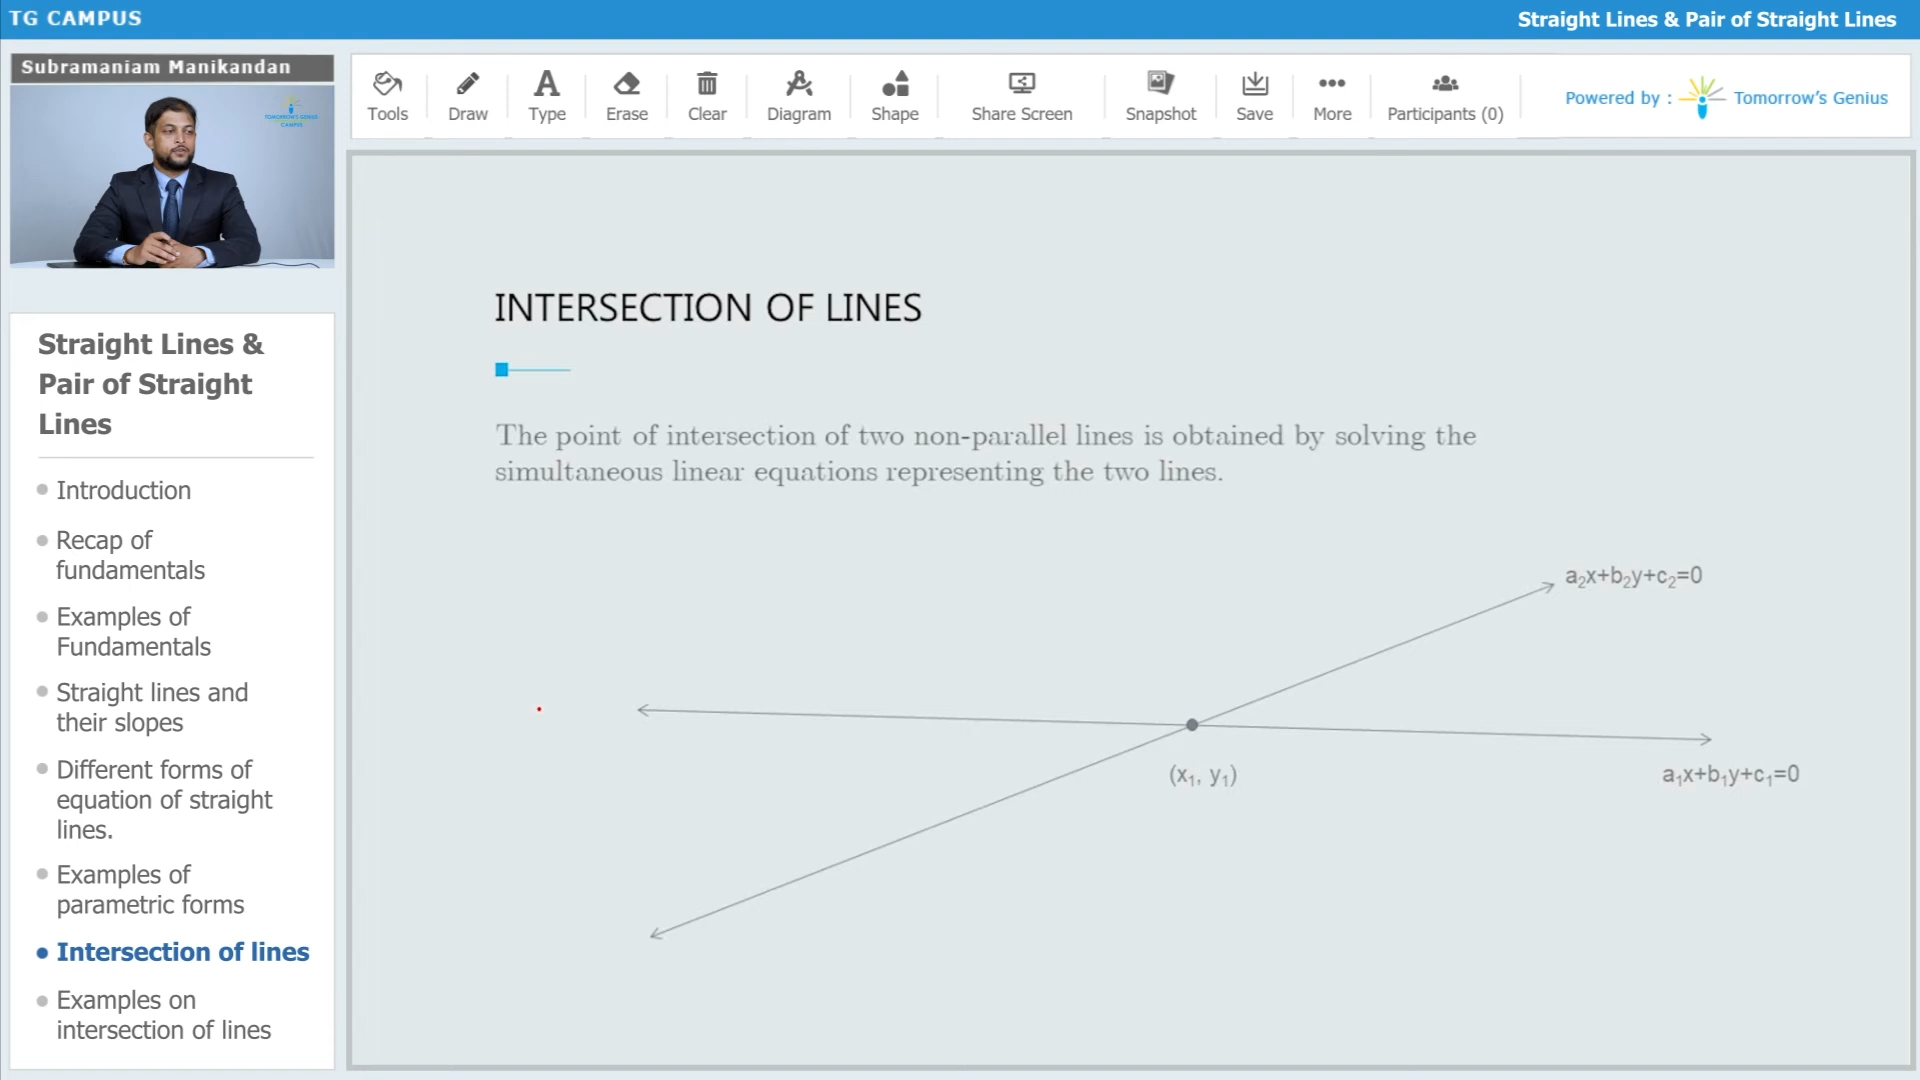 TG CAMPUS
Straight Lines & Pair of Straight Lines
Subramaniam Manikandan
TOMORROW'S GENIUS
CAMPUS
Tools
Draw
Type
Erase
Clear
Diagram
Shape
Share Screen
Snapshot
Save
More
Participants (0)
Powered by :
Tomorrow's Genius
Straight Lines &
Pair of Straight
Lines
Introduction
Recap of
fundamentals
Examples of
Fundamentals
Straight lines and
their slopes
Different forms of
equation of straight
lines.
Examples of
parametric forms
Intersection of lines
Examples on
intersection of lines
INTERSECTION OF LINES
The point of intersection of two non-parallel lines is obtained by solving the
simultaneous linear equations representing the two lines.
a₂x+b₂y+c₂=0
(x₁, y₁)
a₁x+b₁y+c₁=0